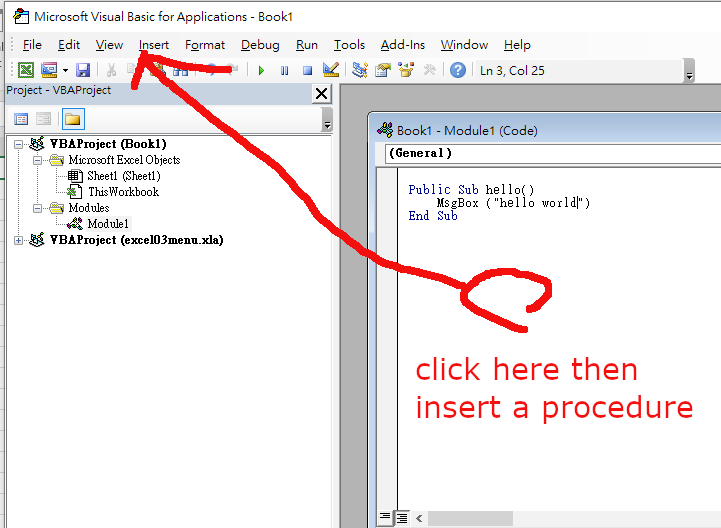 Microsoft Visual Basic for Applications - Book1
File Edit View Insert Format Debug Run Tools Add-Ins Window Help
Ln 3, Col 25
Project - VBAProject
VBAProject (Book1)
Microsoft Excel Objects
Sheet1 (Sheet1)
ThisWorkbook
Modules
Module1
VBAProject (excel03menu.xla)
Book1 - Module1 (Code)
(General)
Public Sub hello()
MsgBox ("hello world")
End Sub
click here then
insert a procedure